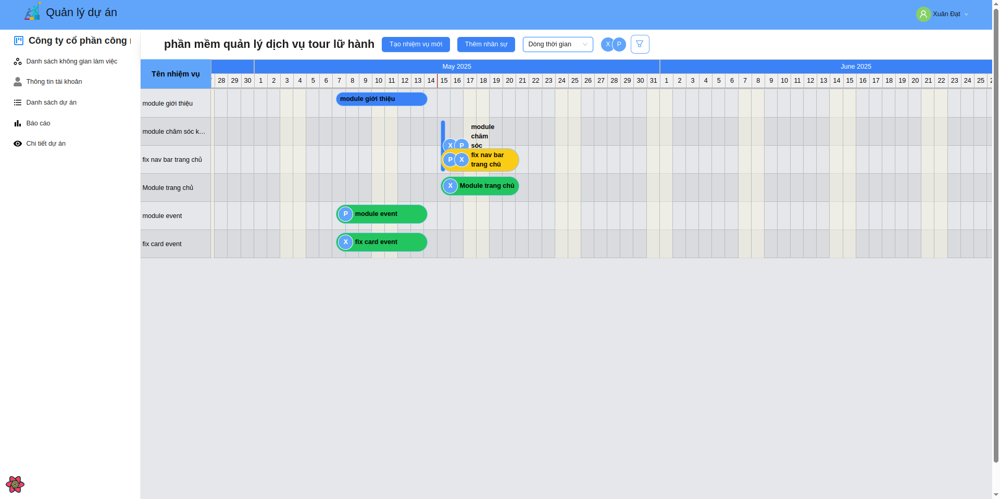 Quản lý dự án
Xuân Đạt
Công ty cổ phần công
phần mềm quản lý dịch vụ tour lữ hành
Tạo nhiệm vụ mới
Thêm nhân sự
Dòng thời gian
X P
Danh sách không gian làm việc
Thông tin tài khoản
Danh sách dự án
Báo cáo
Chi tiết dự án
Tên nhiệm vụ
May 2025
June 2025
28 29 30 1 2 3 4 5 6 7 8 9 10 11 12 13 14 15 16 17 18 19 20 21 22 23 24 25 26 27 28 29 30 31 1 2 3 4 5 6 7 8 9 10 11 12 13 14 15 16 17 18 19 20 21 22 23 24 25
module giới thiệu
module giới thiệu
module chăm sóc k...
X P
module
chăm
sóc
fix nav bar trang chủ
P X
fix nav bar
trang chủ
Module trang chủ
X Module trang chủ
module event
P module event
fix card event
X fix card event